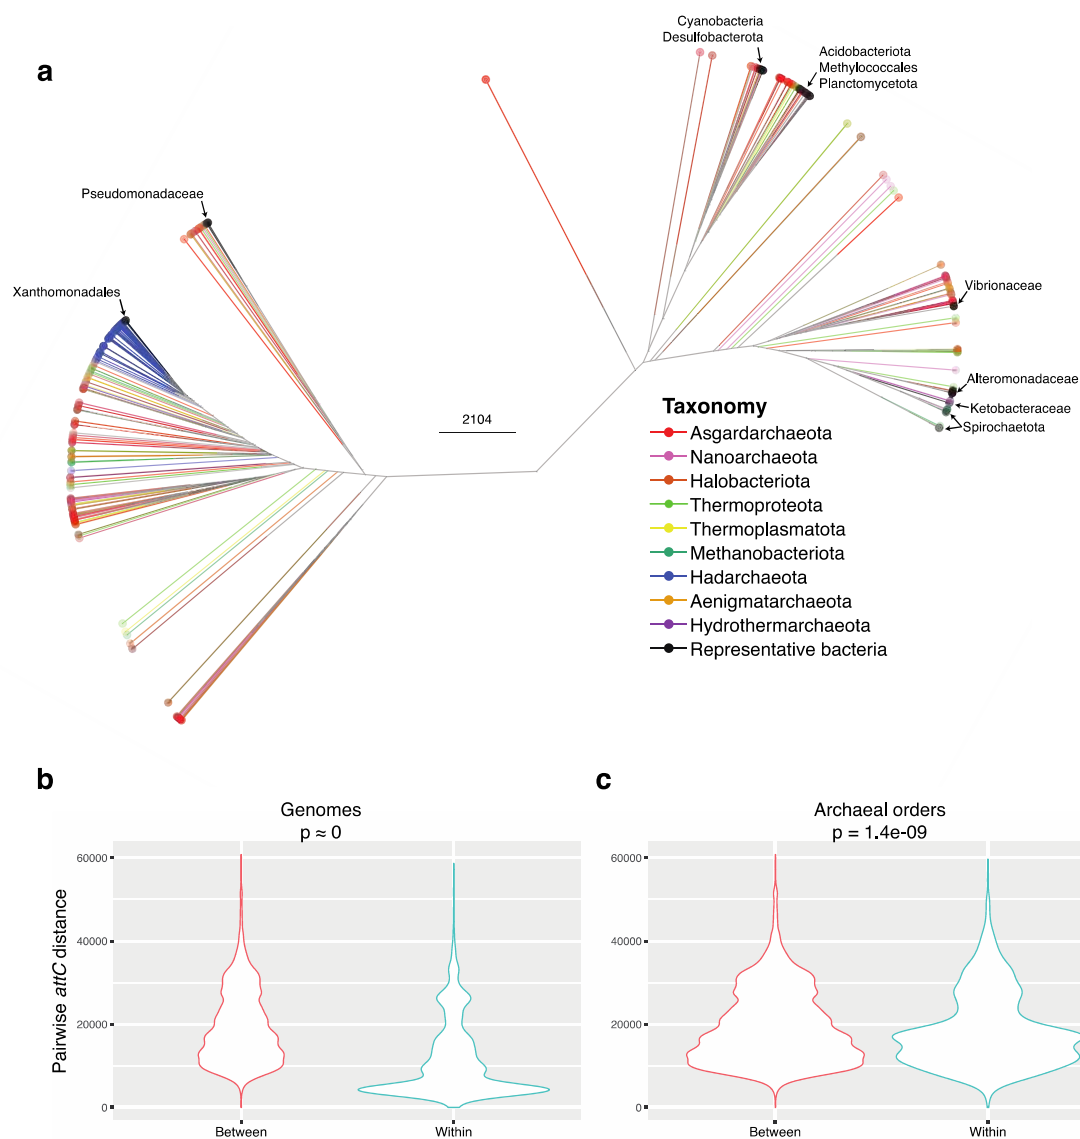 a
Cyanobacteria
Desulfobacterota
Acidobacteriota
Methylococcales
Planctomycetota
Pseudomonadaceae
Xanthomonadales
Vibrionaceae
Alteromonadaceae
Ketobacteraceae
Spirochaetota
2104
Taxonomy
Asgardarchaeota
Nanoarchaeota
Halobacteriota
Thermoproteota
Thermoplasmatota
Methanobacteriota
Hadarchaeota
Aenigmatarchaeota
Hydrothermarchaeota
Representative bacteria
b
Genomes
p ≈ 0
Pairwise attC distance
60000
40000
20000
0
Between
Within
c
Archaeal orders
p = 1.4e-09
60000
40000
20000
0
Between
Within